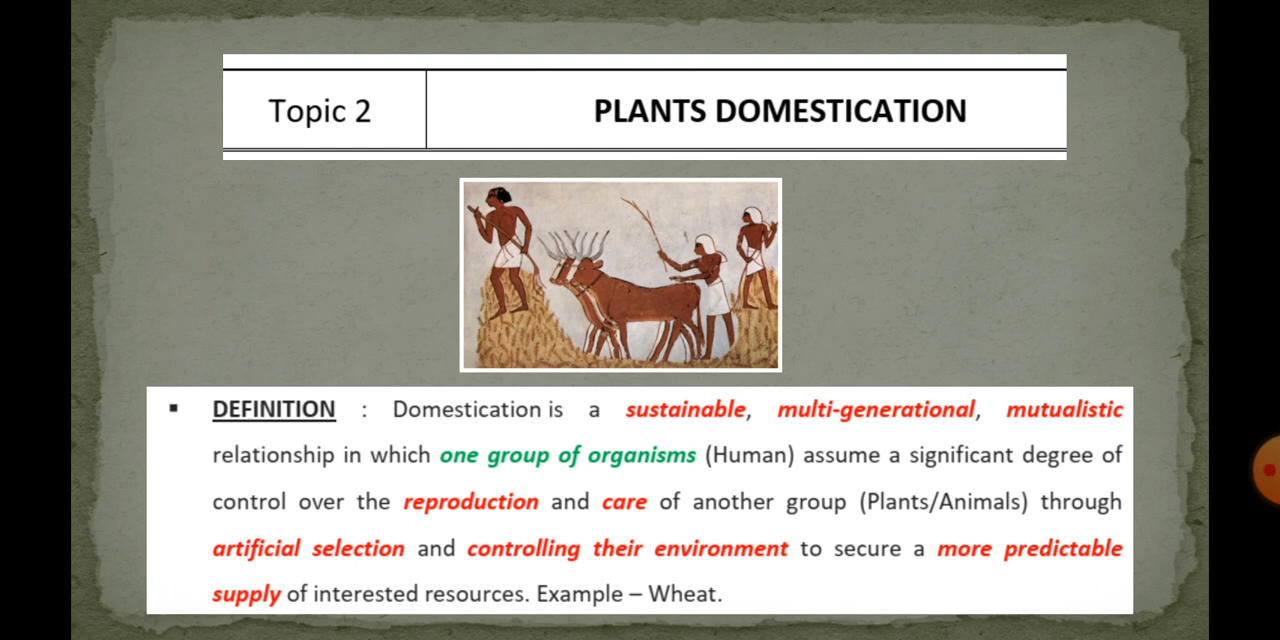 Topic 2
PLANTS DOMESTICATION
▪ DEFINITION : Domestication is a sustainable, multi-generational, mutualistic
relationship in which one group of organisms (Human) assume a significant degree of
control over the reproduction and care of another group (Plants/Animals) through
artificial selection and controlling their environment to secure a more predictable
supply of interested resources. Example – Wheat.